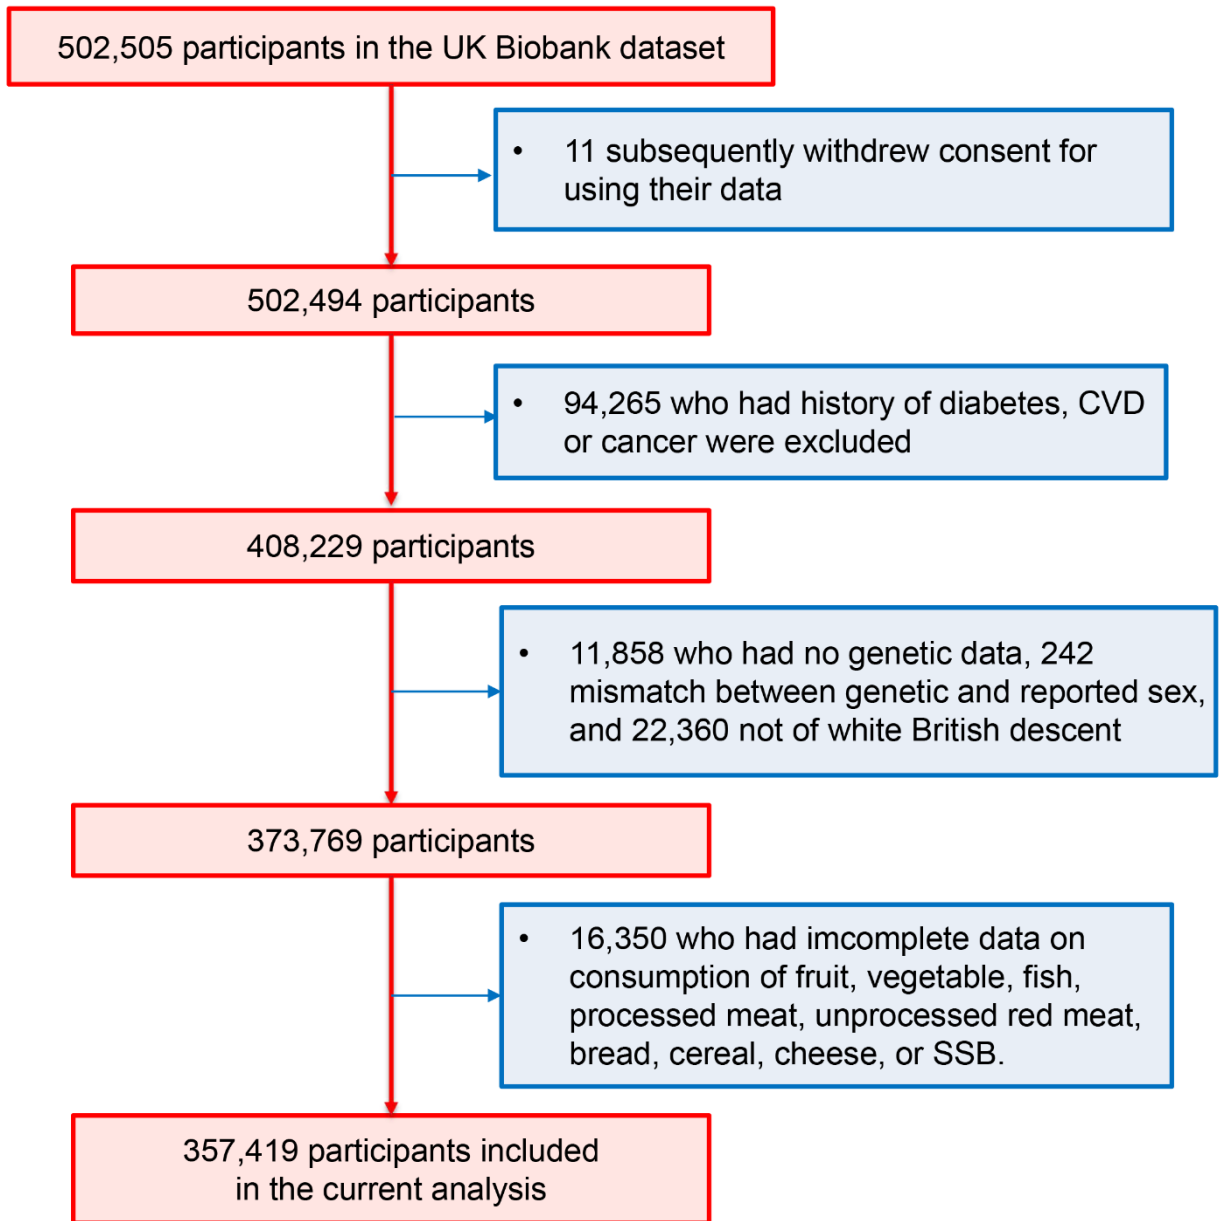 502,505 participants in the UK Biobank dataset
• 11 subsequently withdrew consent for
using their data
502,494 participants
• 94,265 who had history of diabetes, CVD
or cancer were excluded
408,229 participants
• 11,858 who had no genetic data, 242
mismatch between genetic and reported sex,
and 22,360 not of white British descent
373,769 participants
• 16,350 who had imcomplete data on
consumption of fruit, vegetable, fish,
processed meat, unprocessed red meat,
bread, cereal, cheese, or SSB.
357,419 participants included
in the current analysis